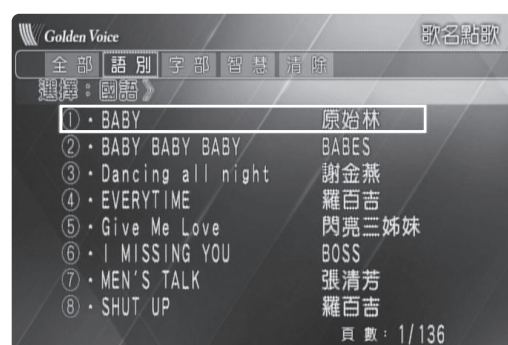 Golden Voice 歌名點歌
全部 語別 字部 智慧 清除
選擇：國語》
①・BABY 原始林
②・BABY BABY BABY BABES
③・Dancing all night 謝金燕
④・EVERYTIME 羅百吉
⑤・Give Me Love 閃亮三姊妹
⑥・I MISSING YOU BOSS
⑦・MEN'S TALK 張清芳
⑧・SHUT UP 羅百吉
頁數：1/136